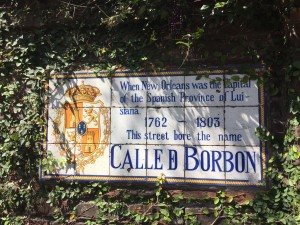 When New Orleans was the capital
of the Spanish Province of Lui-
siana
1762 1803
This street bore the name
CALLE D BORBON